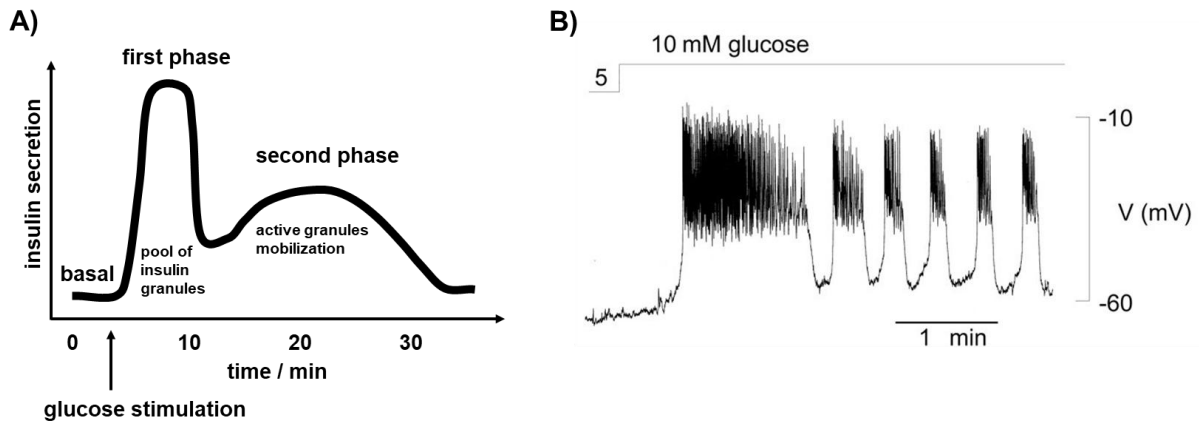 A)
first phase
second phase
insulin secretion
basal
pool of
insulin
granules
active granules
mobilization
0 10 20 30
time / min
glucose stimulation
B)
10 mM glucose
5
-10
V (mV)
-60
1 min